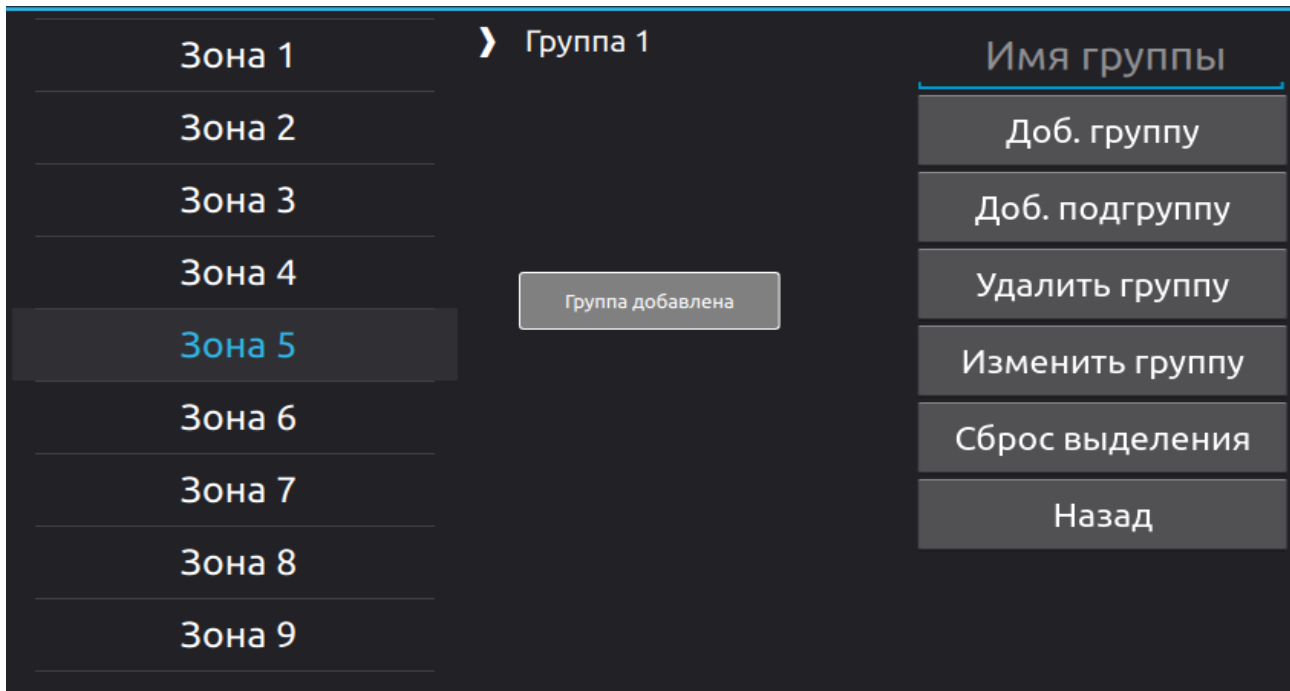 Зона 1
Зона 2
Зона 3
Зона 4
Зона 5
Зона 6
Зона 7
Зона 8
Зона 9
❱ Группа 1
Группа добавлена
Имя группы
Доб. группу
Доб. подгруппу
Удалить группу
Изменить группу
Сброс выделения
Назад